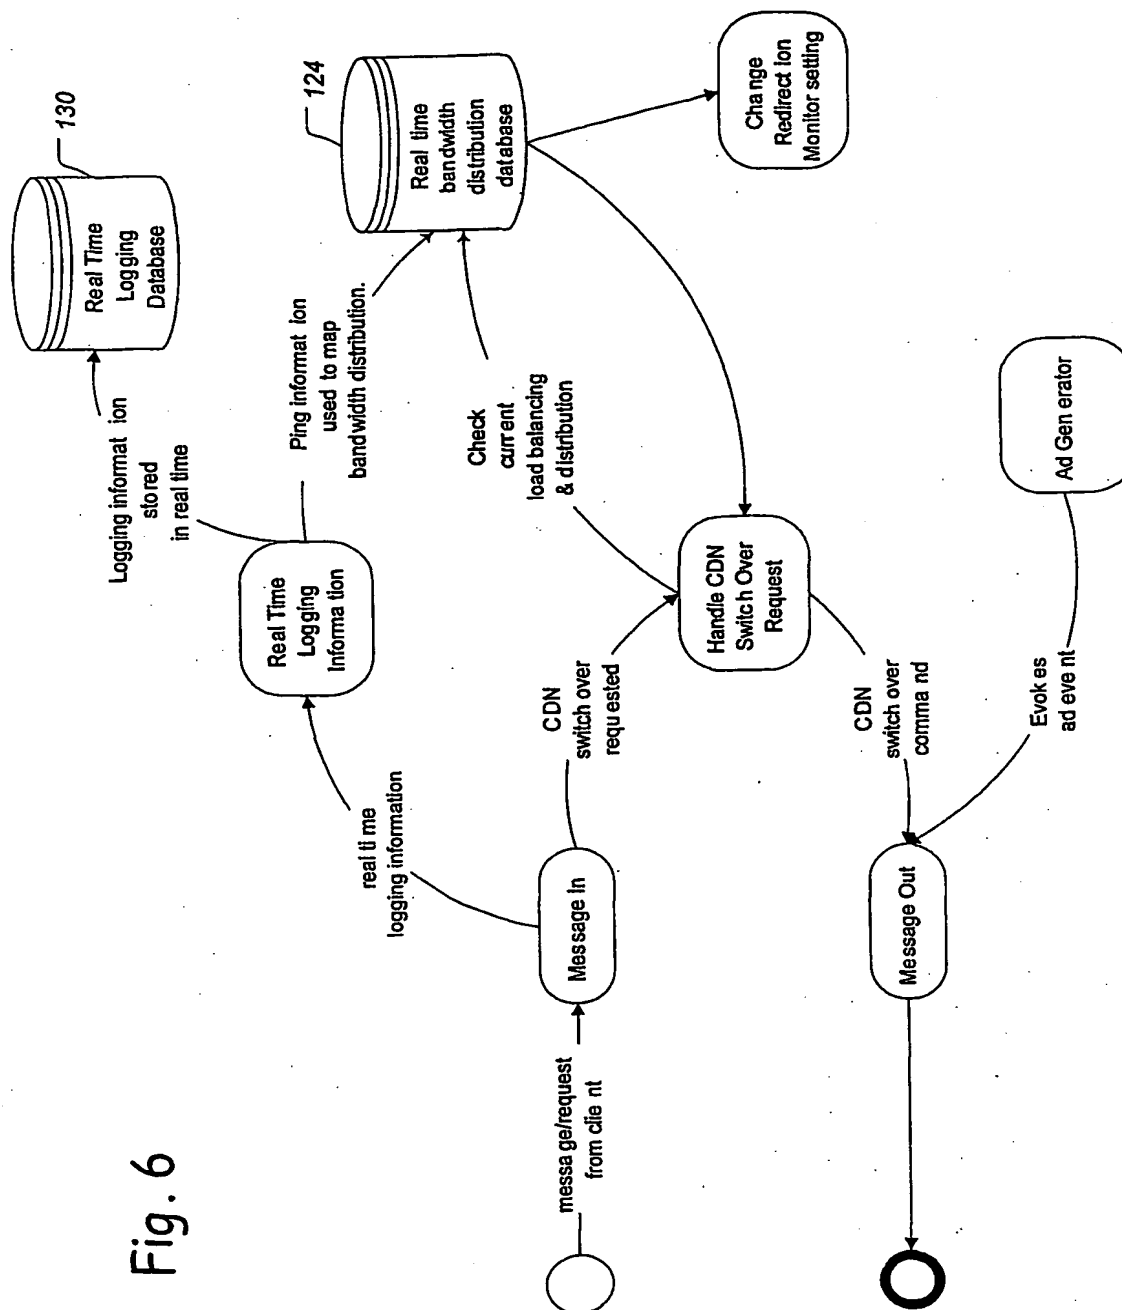 Fig. 6
130
Real Time
Logging
Database
124
Real time
bandwidth
distribution
database
Change
Redirect Ion
Monitor setting
Logging informat ion
stored
in real time
Ping informat ion
used to map
bandwidth distribution.
Check
current
load balancing
& distribution
Real Time
Logging
Informa tion
real ti me
logging information
CDN
switch over
requested
Handle CDN
Switch Over
Request
Ad Gen erator
CDN
switch over
comma nd
Evok es
ad eve nt
messa ge/request
from clie nt
Message In
Message Out